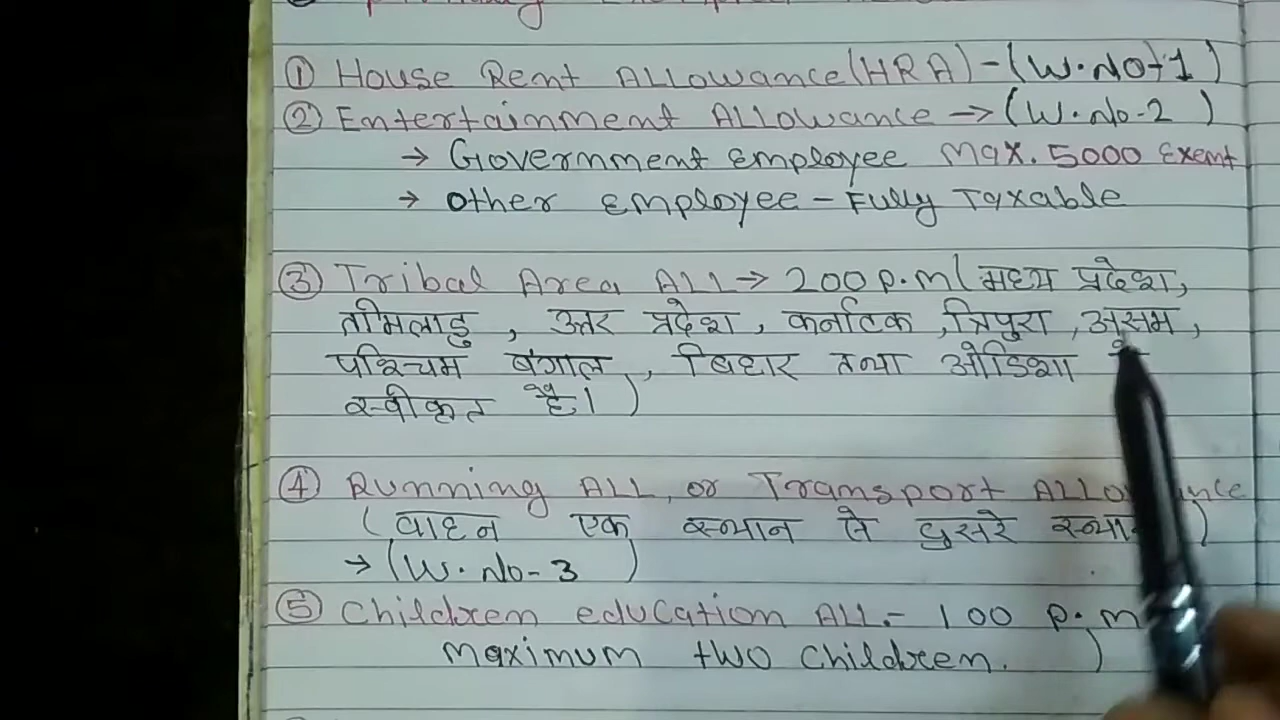 ① House Rent Allowance (HRA) - (W.No-1)
② Entertainment Allowance → (W.No-2)
→ Government Employee Max. 5000 Exemt
→ Other Employee - Fully Taxable
③ Tribal Area All → 200 P.M (मध्य प्रदेश,
तमिलाडु, उत्तर प्रदेश, कर्नाटक, त्रिपुरा, असम,
पश्चिम बंगाल, बिहार तथा ओडिशा
स्वीकृत है।)
④ Running All, or Transport Allowance
(वाहन एक स्थान से दुसरे स्थान)
→ (W.No-3)
⑤ Children education All.- 100 P.M
Maximum two children. )